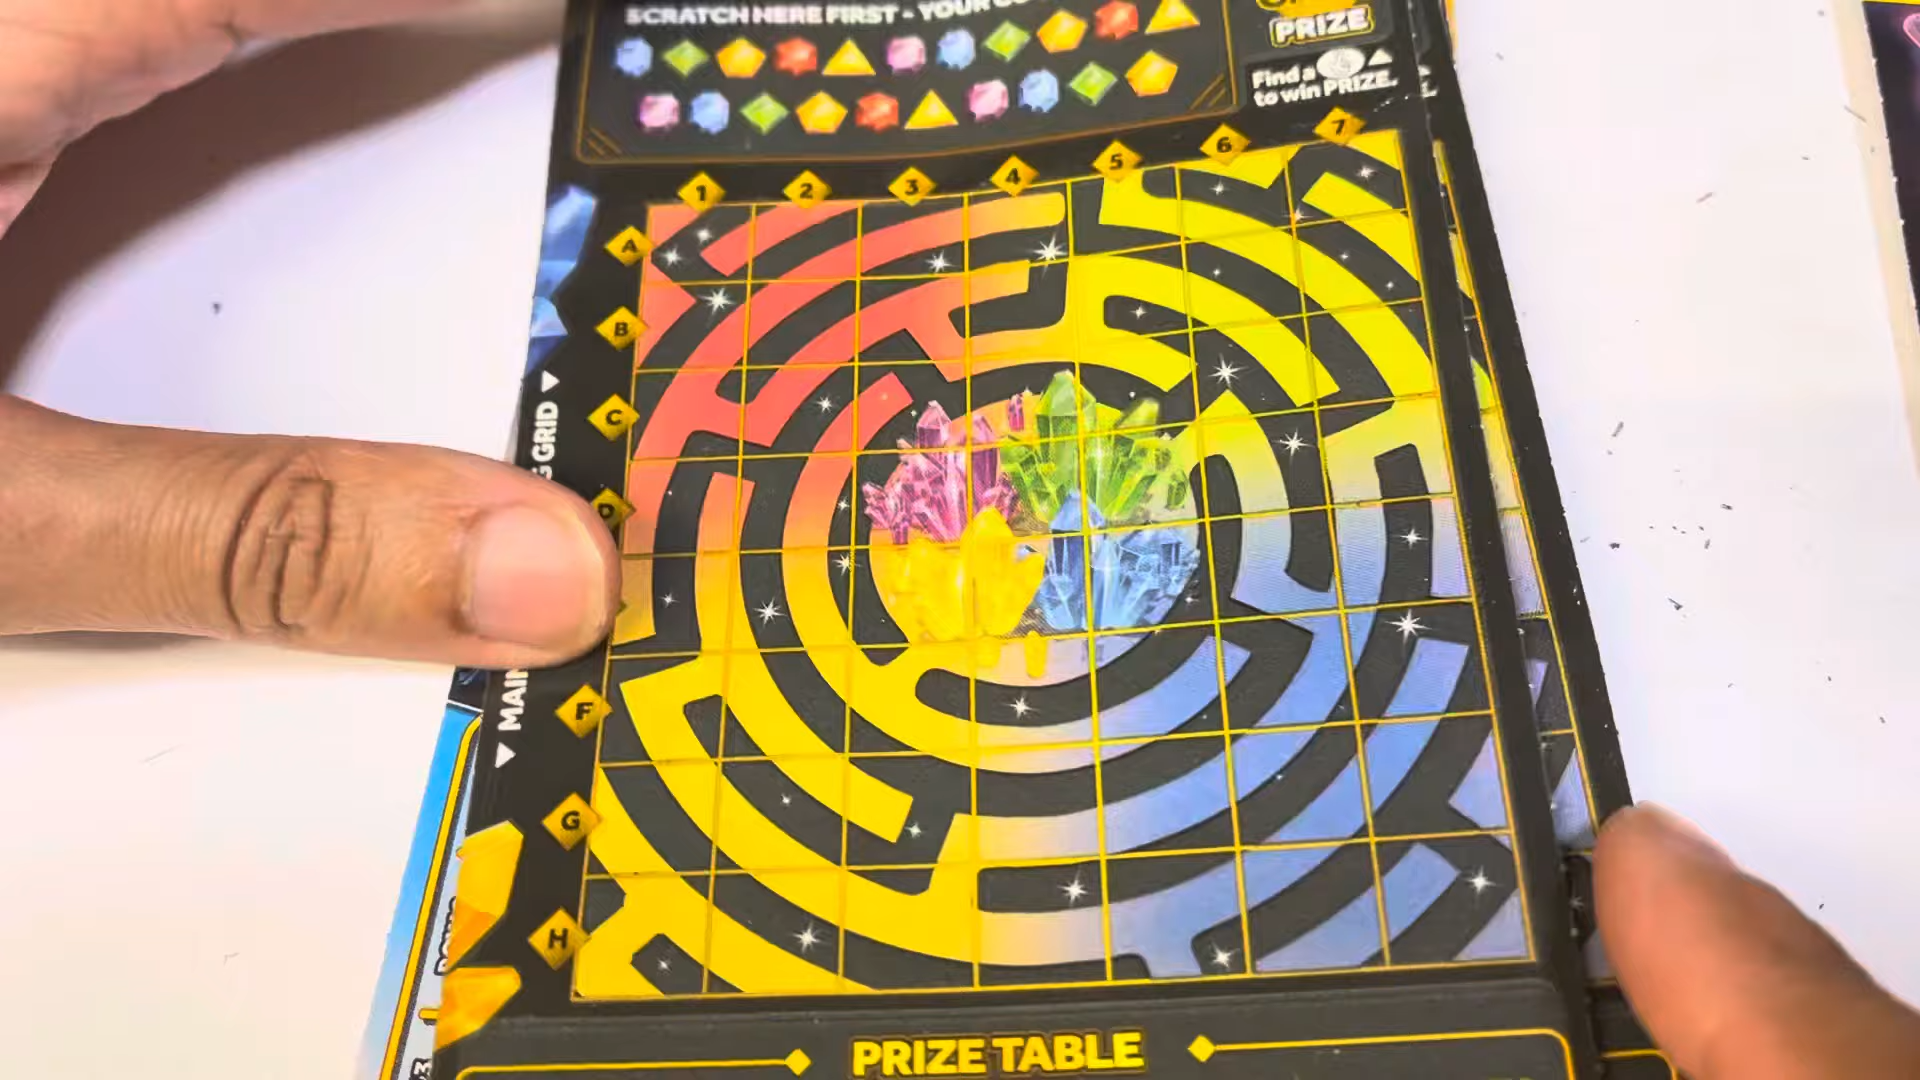 SCRATCH HERE FIRST - YOUR
PRIZE
Find a
to win PRIZE.
1 2 3 4 5 6 7
A
B
C
D
F
G
H
GRID
MAIN
PRIZE TABLE